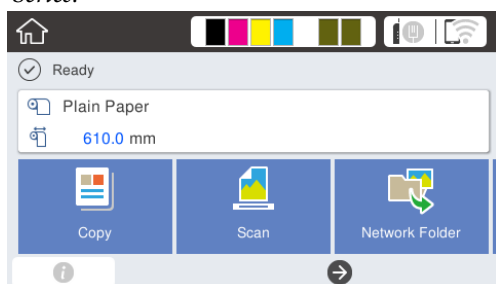 Ready
Plain Paper
610.0 mm
Copy
Scan
Network Folder